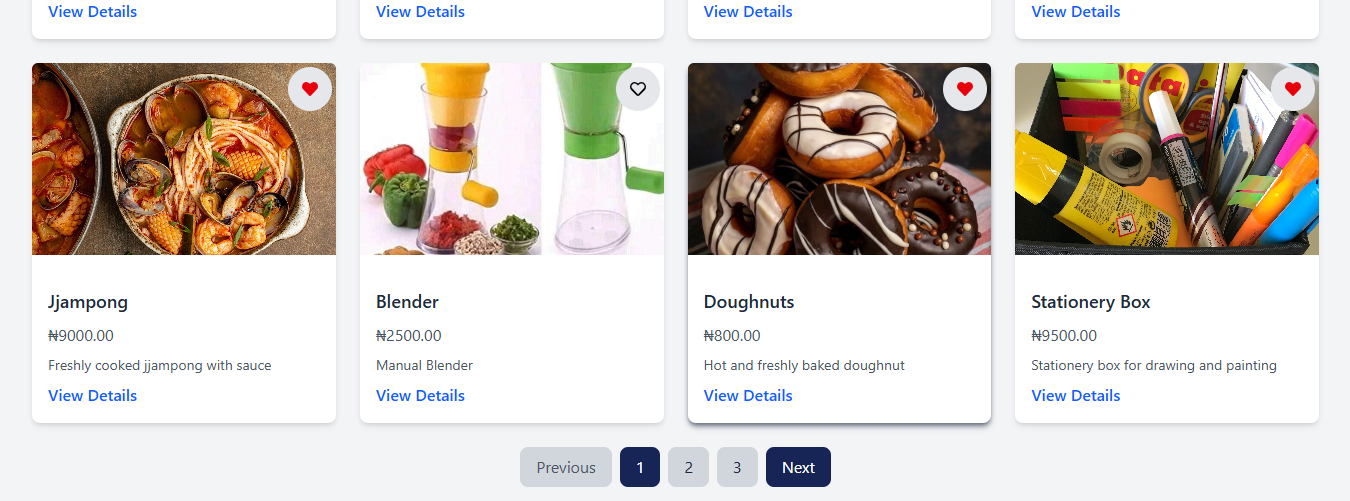 View Details
View Details
View Details
View Details
Jjampong
₦9000.00
Freshly cooked jjampong with sauce
View Details
Blender
₦2500.00
Manual Blender
View Details
Doughnuts
₦800.00
Hot and freshly baked doughnut
View Details
Stationery Box
₦9500.00
Stationery box for drawing and painting
View Details
Previous 1 2 3 Next